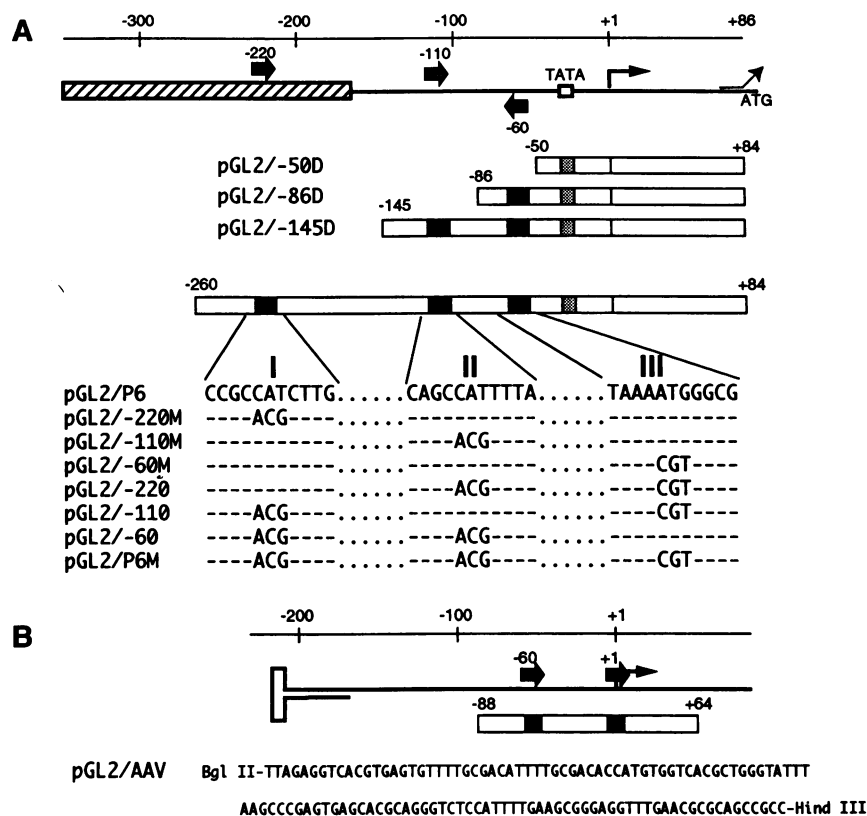 A
-300 -200 -100 +1 +86
-220 -110 TATA
-60 ATG
-50 +84
pGL2/-50D
-86
pGL2/-86D
-145
pGL2/-145D
-260 +84
I II III
pGL2/P6 CCGCCATCTTG......CAGCCATTTTA......TAAAATGGGCG
pGL2/-220M ----ACG----......-----------......-----------
pGL2/-110M -----------......----ACG----......-----------
pGL2/-60M -----------......-----------......----CGT----
pGL2/-220 -----------......----ACG----......----CGT----
pGL2/-110 ----ACG----......-----------......----CGT----
pGL2/-60 ----ACG----......----ACG----......-----------
pGL2/P6M ----ACG----......----ACG----......----CGT----
B
-200 -100 +1
-60 +1
-88 +64
pGL2/AAV Bgl II-TTAGAGGTCACGTGAGTGTTTTGCGACATTTTGCGACACCATGTGGTCACGCTGGGTATTT
AAGCCCGAGTGAGCACGCAGGGTCTCCATTTTGAAGCGGGAGGTTTGAACGCGCAGCCGCC-Hind III